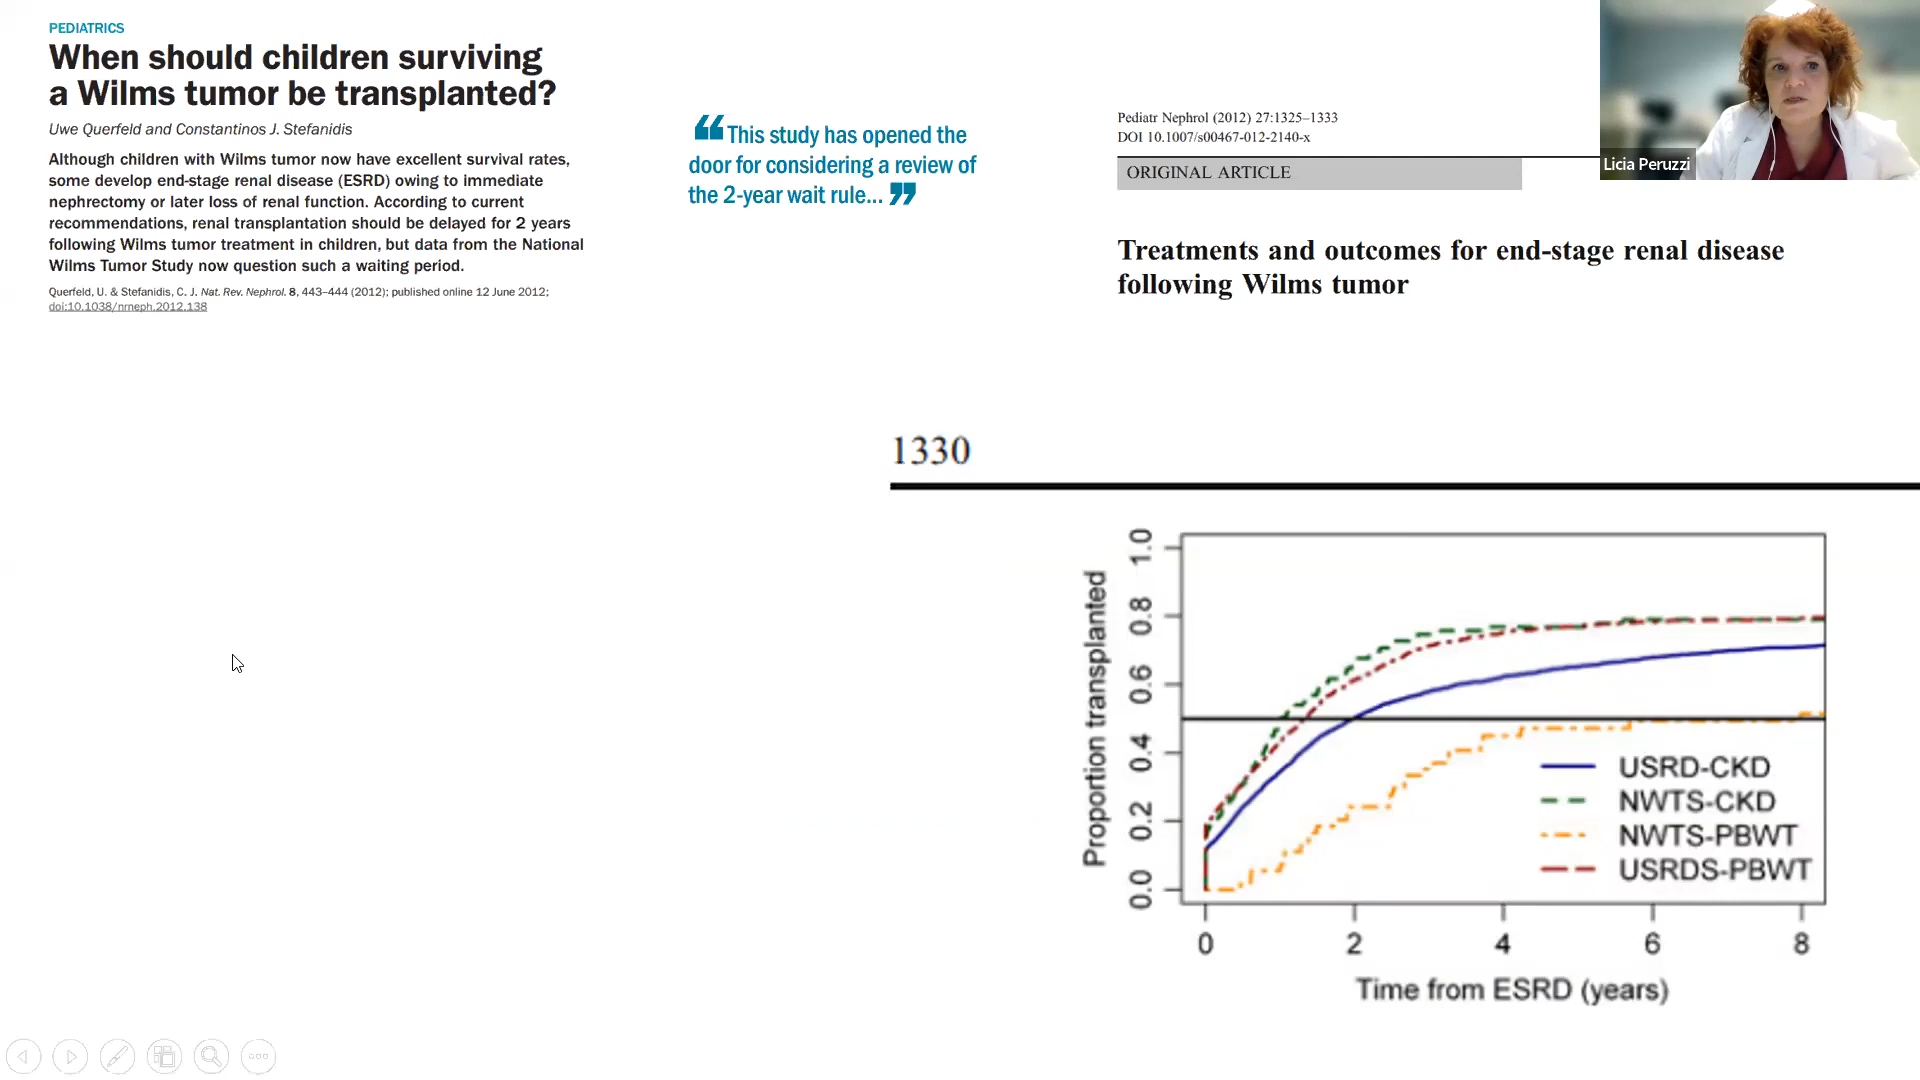 PEDIATRICS
When should children surviving
a Wilms tumor be transplanted?
Uwe Querfeld and Constantinos J. Stefanidis
Although children with Wilms tumor now have excellent survival rates,
some develop end-stage renal disease (ESRD) owing to immediate
nephrectomy or later loss of renal function. According to current
recommendations, renal transplantation should be delayed for 2 years
following Wilms tumor treatment in children, but data from the National
Wilms Tumor Study now question such a waiting period.
Querfeld, U. & Stefanidis, C. J. Nat. Rev. Nephrol. 8, 443–444 (2012); published online 12 June 2012;
doi:10.1038/nrneph.2012.138
“This study has opened the
door for considering a review of
the 2-year wait rule... ”
Pediatr Nephrol (2012) 27:1325–1333
DOI 10.1007/s00467-012-2140-x
ORIGINAL ARTICLE
Treatments and outcomes for end-stage renal disease
following Wilms tumor
Licia Peruzzi
1330
Proportion transplanted
1.0
0.8
0.6
0.4
0.2
0.0
USRD-CKD
NWTS-CKD
NWTS-PBWT
USRDS-PBWT
0 2 4 6 8
Time from ESRD (years)